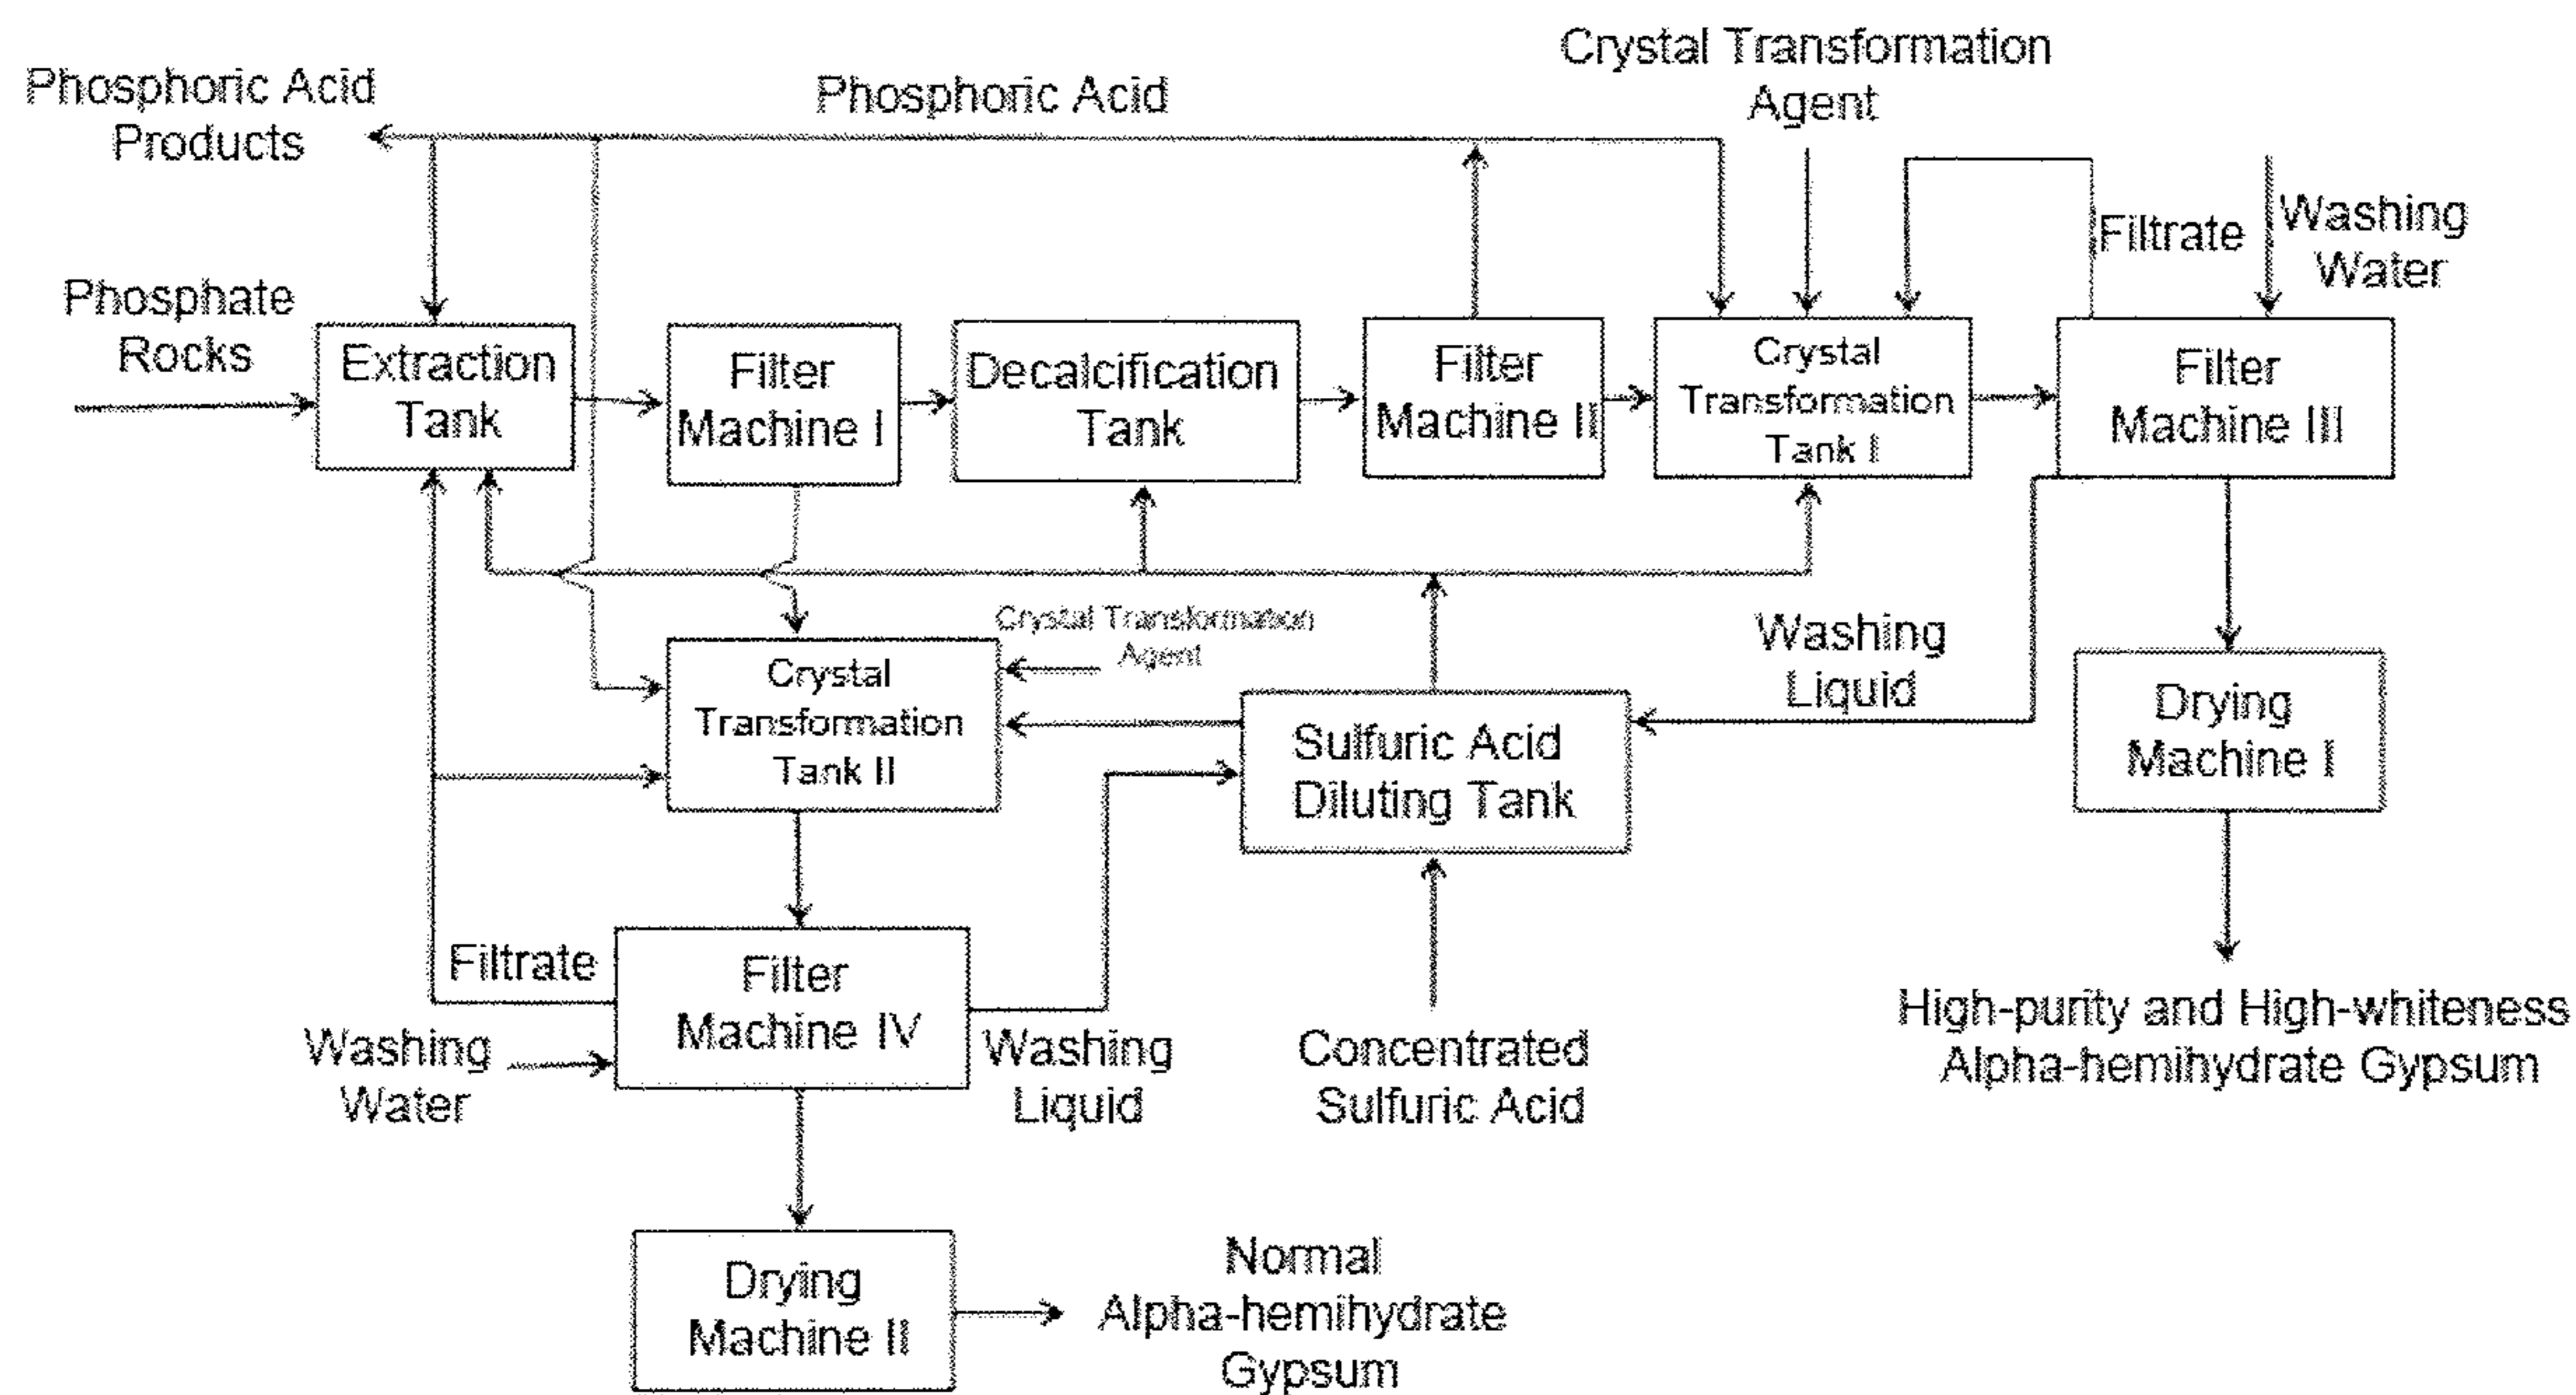 Crystal Transformation
Agent
Phosphoric Acid
Products
Phosphoric Acid
Filtrate
Washing
Water
Phosphate
Rocks
Extraction
Tank
Filter
Machine I
Decalcification
Tank
Filter
Machine II
Crystal
Transformation
Tank I
Filter
Machine III
Crystal Transformation
Agent
Washing
Liquid
Crystal
Transformation
Tank II
Sulfuric Acid
Diluting Tank
Drying
Machine I
Filtrate
Filter
Machine IV
Washing
Water
Washing
Liquid
Concentrated
Sulfuric Acid
High-purity and High-whiteness
Alpha-hemihydrate Gypsum
Drying
Machine II
Normal
Alpha-hemihydrate
Gypsum